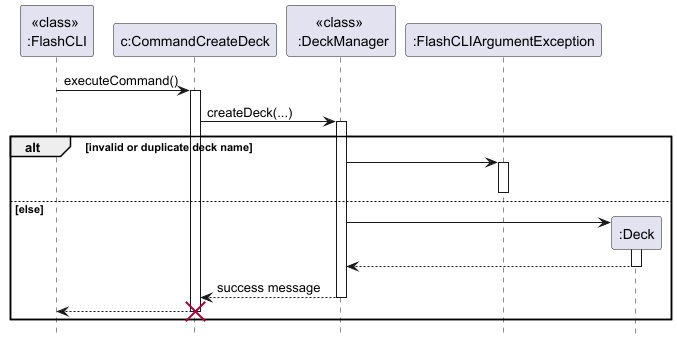 «class»
:FlashCLI
c:CommandCreateDeck
«class»
:DeckManager
:FlashCLIArgumentException
executeCommand()
createDeck(...)
alt
[invalid or duplicate deck name]
[else]
:Deck
success message